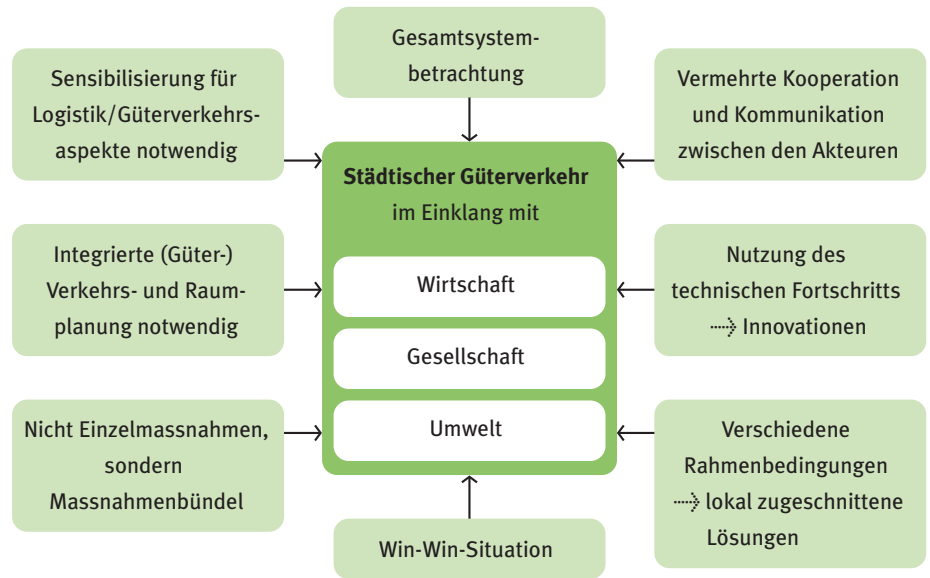 Gesamtsystem-
betrachtung
Sensibilisierung für
Logistik/Güterverkehrs-
aspekte notwendig
Vermehrte Kooperation
und Kommunikation
zwischen den Akteuren
Städtischer Güterverkehr
im Einklang mit
Integrierte (Güter-)
Verkehrs- und Raum-
planung notwendig
Wirtschaft
Nutzung des
technischen Fortschritts
Innovationen
Gesellschaft
Nicht Einzelmassnahmen,
sondern
Massnahmenbündel
Umwelt
Verschiedene
Rahmenbedingungen
lokal zugeschnittene
Lösungen
Win-Win-Situation